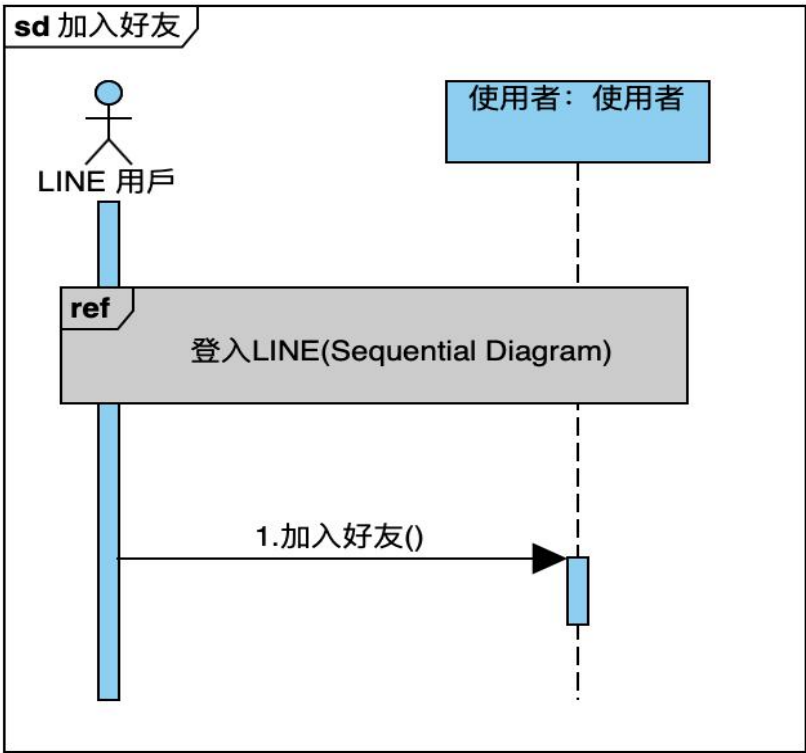 sd 加入好友
使用者：使用者
LINE 用戶
ref
登入LINE(Sequential Diagram)
1.加入好友()